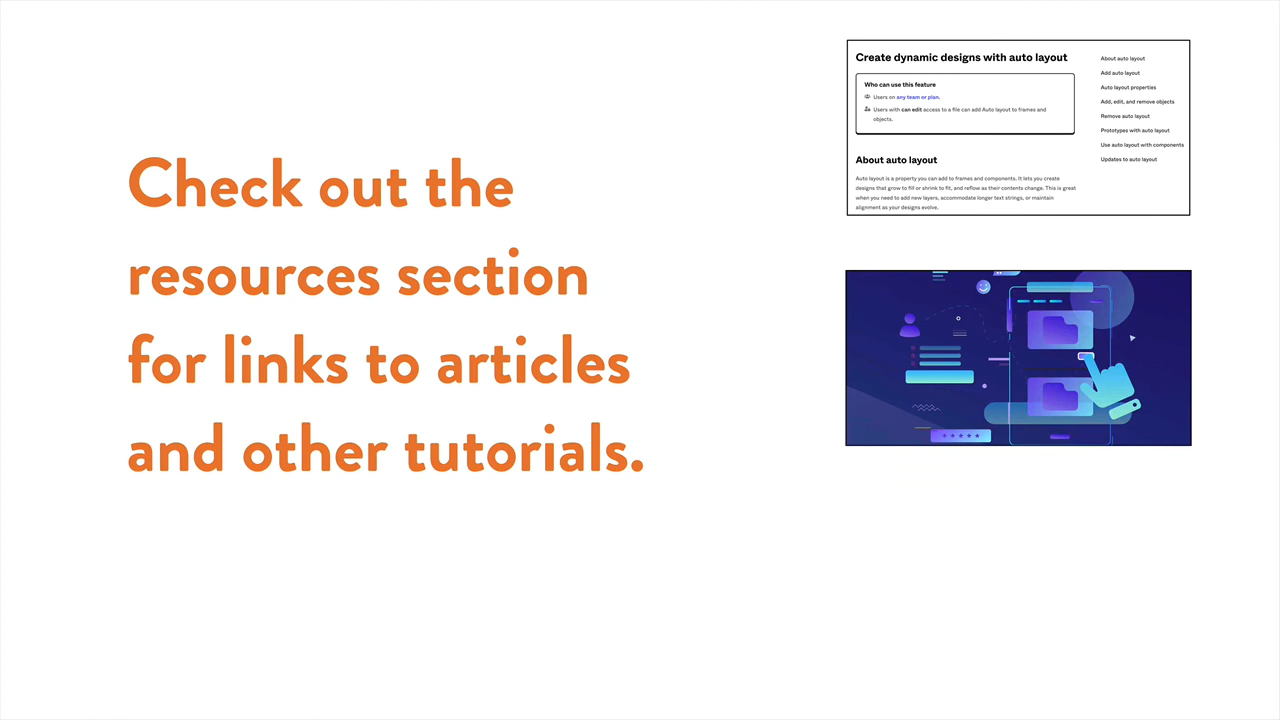 Check out the
resources section
for links to articles
and other tutorials.
Create dynamic designs with auto layout
Who can use this feature
Users on any team or plan.
Users with can edit access to a file can add Auto layout to frames and
objects.
About auto layout
Auto layout is a property you can add to frames and components. It lets you create
designs that grow to fill or shrink to fit, and reflow as their contents change. This is great
when you need to add new layers, accommodate longer text strings, or maintain
alignment as your designs evolve.
About auto layout
Add auto layout
Auto layout properties
Add, edit, and remove objects
Remove auto layout
Prototypes with auto layout
Use auto layout with components
Updates to auto layout